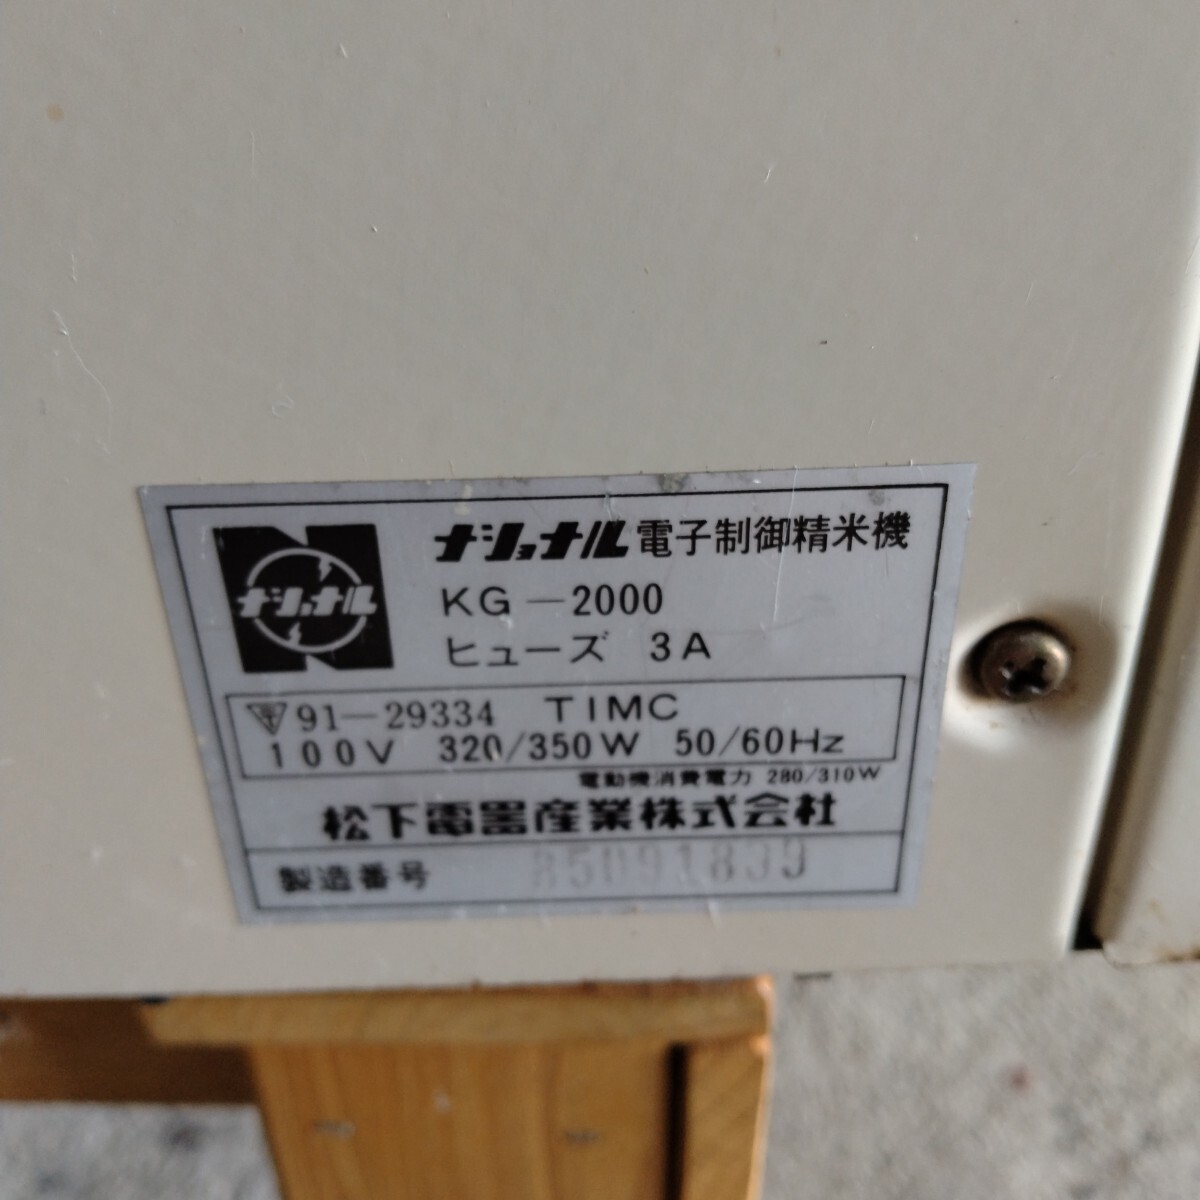 ナショナル
ナショナル電子制御精米機
KG-2000
ヒューズ 3A
〒91-29334 TIMC
100V 320/350W 50/60Hz
電動機消費電力 280/310W
松下電器産業株式会社
製造番号 85091839